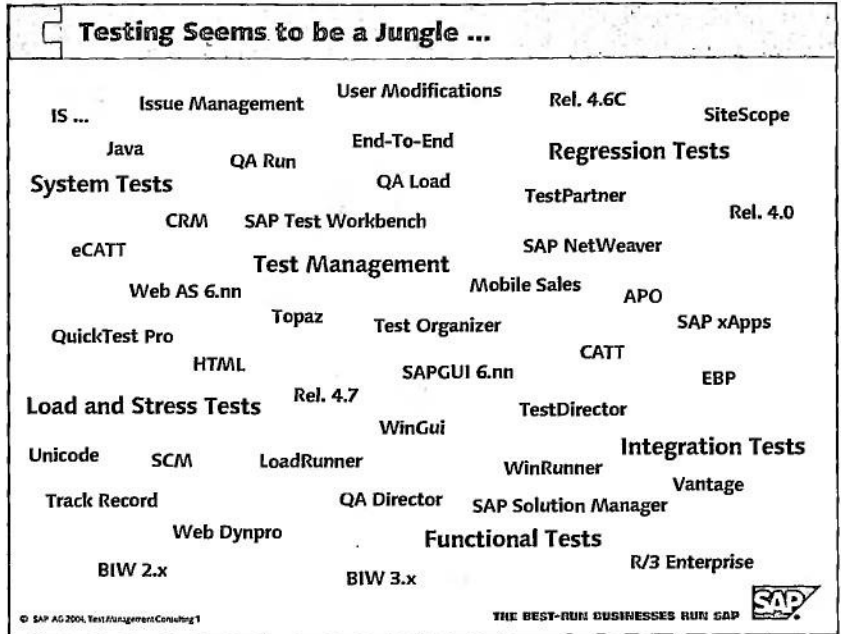 Testing Seems to be a Jungle ...
User Modifications
IS ...
Issue Management
Rel. 4.6C
SiteScope
Java
QA Run
End-To-End
Regression Tests
System Tests
QA Load
TestPartner
Rel. 4.0
CRM
SAP Test Workbench
eCATT
Test Management
SAP NetWeaver
Web AS 6.nn
Mobile Sales
APO
QuickTest Pro
Topaz
Test Organizer
SAP xApps
HTML
SAPGUI 6.nn
CATT
EBP
Load and Stress Tests
Rel. 4.7
WinGui
TestDirector
Integration Tests
Unicode
SCM
LoadRunner
WinRunner
Vantage
Track Record
QA Director
SAP Solution Manager
Web Dynpro
Functional Tests
BIW 2.x
BIW 3.x
R/3 Enterprise
© SAP AG 2004, Test Management Consulting 1
THE BEST-RUN BUSINESSES RUN SAP
SAP